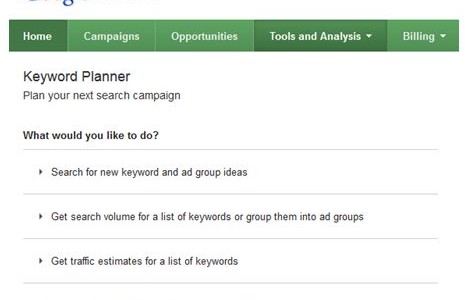 Home Campaigns Opportunities Tools and Analysis Billing
Keyword Planner
Plan your next search campaign
What would you like to do?
Search for new keyword and ad group ideas
Get search volume for a list of keywords or group them into ad groups
Get traffic estimates for a list of keywords